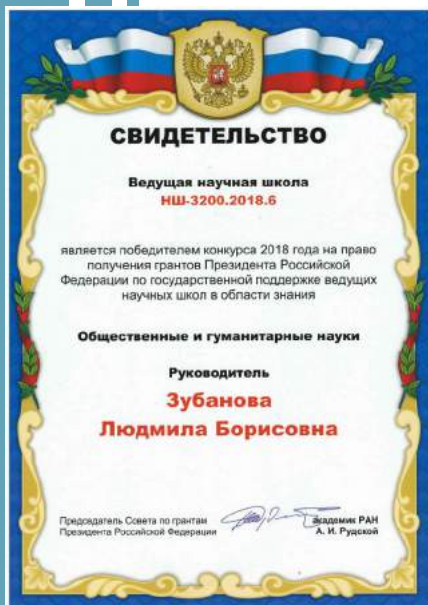 СВИДЕТЕЛЬСТВО
Ведущая научная школа
НШ-3200.2018.6
является победителем конкурса 2018 года на право
получения грантов Президента Российской
Федерации по государственной поддержке ведущих
научных школ в области знания
Общественные и гуманитарные науки
Руководитель
Зубанова
Людмила Борисовна
Председатель Совета по грантам
Президента Российской Федерации
академик РАН
А. И. Рудской